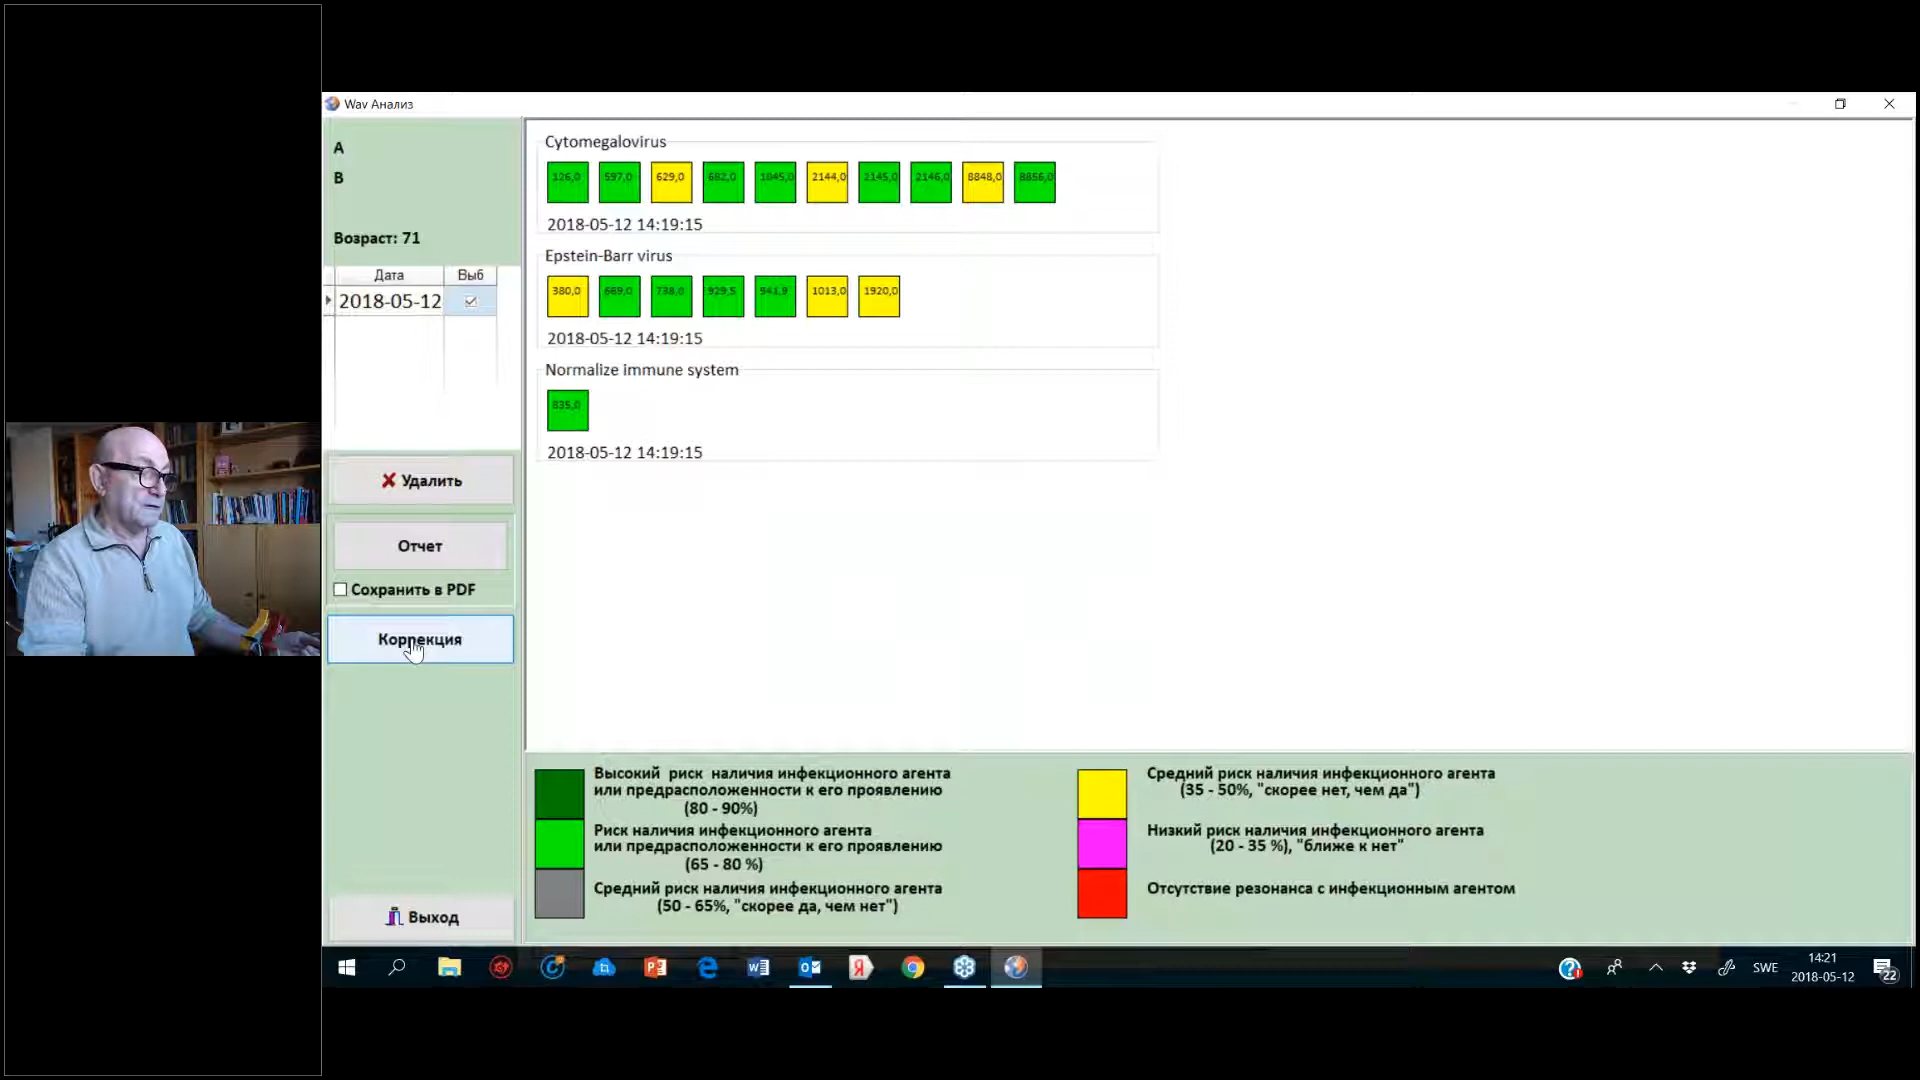 Wav Анализ
A
B
Возраст: 71
Дата Выб
2018-05-12
Удалить
Отчет
Сохранить в PDF
Коррекция
Выход
Cytomegalovirus
126,0 597,0 629,0 682,0 1045,0 2144,0 2145,0 2146,0 8848,0 8856,0
2018-05-12 14:19:15
Epstein-Barr virus
380,0 669,0 738,0 929,5 941,9 1013,0 1920,0
2018-05-12 14:19:15
Normalize immune system
835,0
2018-05-12 14:19:15
Высокий риск наличия инфекционного агента
или предрасположенности к его проявлению
(80 - 90%)
Риск наличия инфекционного агента
или предрасположенности к его проявлению
(65 - 80 %)
Средний риск наличия инфекционного агента
(50 - 65%, "скорее да, чем нет")
Средний риск наличия инфекционного агента
(35 - 50%, "скорее нет, чем да")
Низкий риск наличия инфекционного агента
(20 - 35 %), "ближе к нет"
Отсутствие резонанса с инфекционным агентом
SWE
14:21
2018-05-12
22